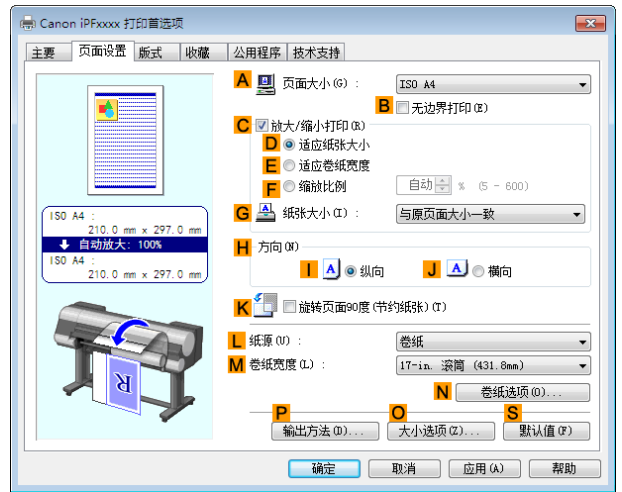 Canon iPFxxxx 打印首选项
主要 页面设置 版式 收藏 公用程序 技术支持
A 页面大小(G) : ISO A4
B 无边界打印(E)
C 放大/缩小打印(R)
D 适应纸张大小
E 适应卷纸宽度
F 缩放比例 自动 % (5 - 600)
G 纸张大小(I) : 与原页面大小一致
ISO A4 :
210.0 mm x 297.0 mm
自动放大: 100%
ISO A4 :
210.0 mm x 297.0 mm
H 方向(N)
I A 纵向 J A 横向
K 旋转页面90度(节约纸张)(T)
L 纸源(U) : 卷纸
M 卷纸宽度(L) : 17-in. 滚筒 (431.8mm)
N 卷纸选项(O)...
R
P O S
输出方法(D)... 大小选项(Z)... 默认值(F)
确定 取消 应用(A) 帮助